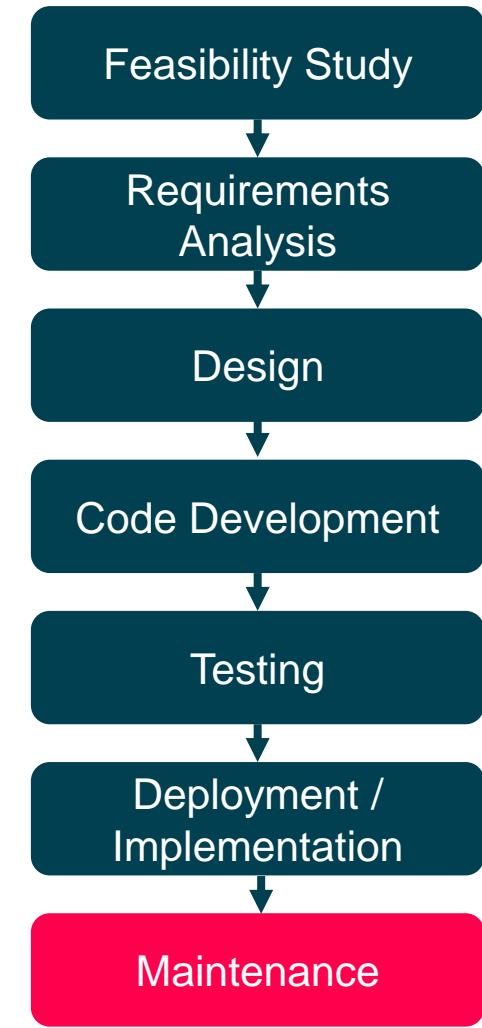 Feasibility Study
Requirements
Analysis
Design
Code Development
Testing
Deployment /
Implementation
Maintenance